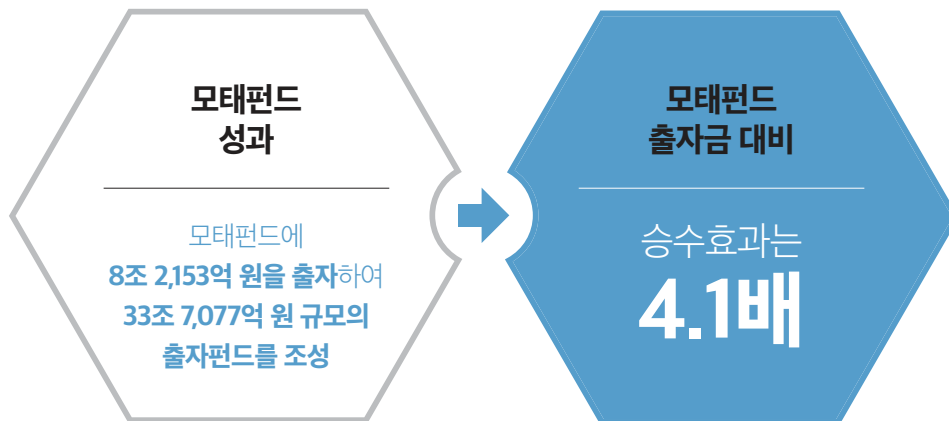 모태펀드
성과
모태펀드에
8조 2,153억 원을 출자하여
33조 7,077억 원 규모의
출자펀드를 조성
모태펀드
출자금 대비
승수효과는
4.1배